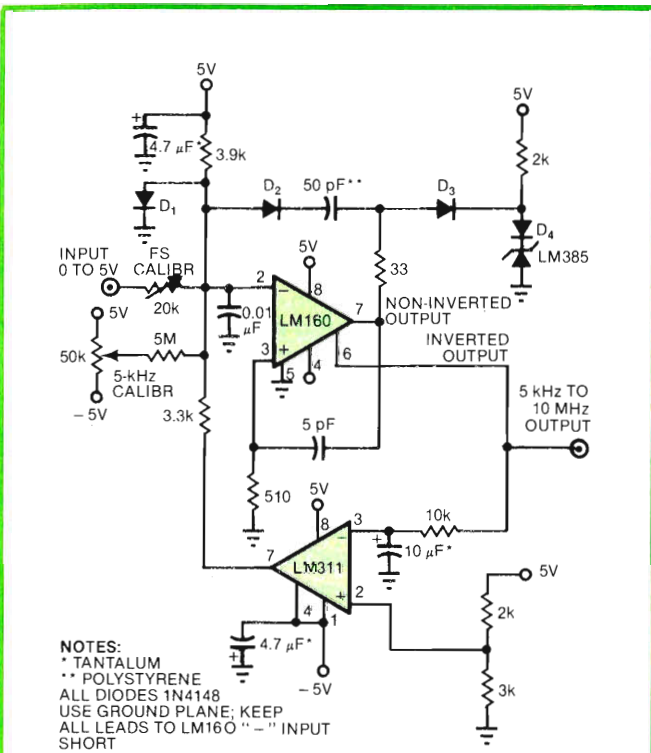 5V
+
4.7 µF*
3.9k
D1
D2
50 pF**
D3
5V
2k
D4
LM385
INPUT
0 TO 5V
FS
CALIBR
20k
0.01
µF
5V
2
8
−
LM160
3
+
5
4
7
6
33
NON-INVERTED
OUTPUT
INVERTED
OUTPUT
5V
50k
−5V
5M
5-kHz
CALIBR
3.3k
5 pF
510
5 kHz TO
10 MHz
OUTPUT
5V
8
3
−
10k
+
10 µF*
7
LM311
+
2
4
1
4.7 µF*
+
−5V
5V
2k
3k
NOTES:
* TANTALUM
** POLYSTYRENE
ALL DIODES 1N4148
USE GROUND PLANE; KEEP
ALL LEADS TO LM160 "−" INPUT
SHORT